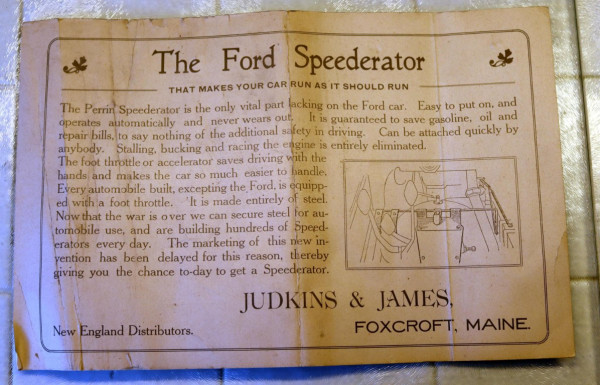 The Ford Speederator
THAT MAKES YOUR CAR RUN AS IT SHOULD RUN
The Perrin Speederator is the only vital part lacking on the Ford car. Easy to put on, and
operates automatically and never wears out. It is guaranteed to save gasoline, oil and
repair bills, to say nothing of the additional safety in driving. Can be attached quickly by
anybody. Stalling, bucking and racing the engine is entirely eliminated.
The foot throttle or accelerator saves driving with the
hands and makes the car so much easier to handle.
Every automobile built, excepting the Ford, is equipp-
ed with a foot throttle. It is made entirely of steel.
Now that the war is over we can secure steel for au-
tomobile use, and are building hundreds of Speed-
erators every day. The marketing of this new in-
vention has been delayed for this reason, thereby
giving you the chance to-day to get a Speederator.
JUDKINS & JAMES,
New England Distributors.
FOXCROFT, MAINE.